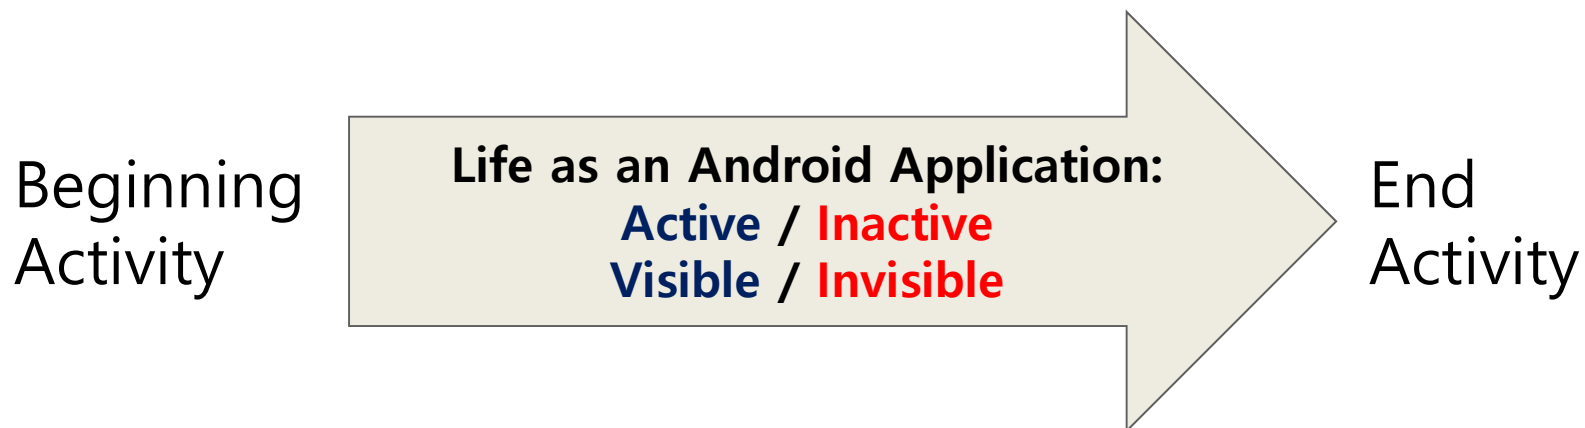 Beginning
Activity
Life as an Android Application:
Active / Inactive
Visible / Invisible
End
Activity